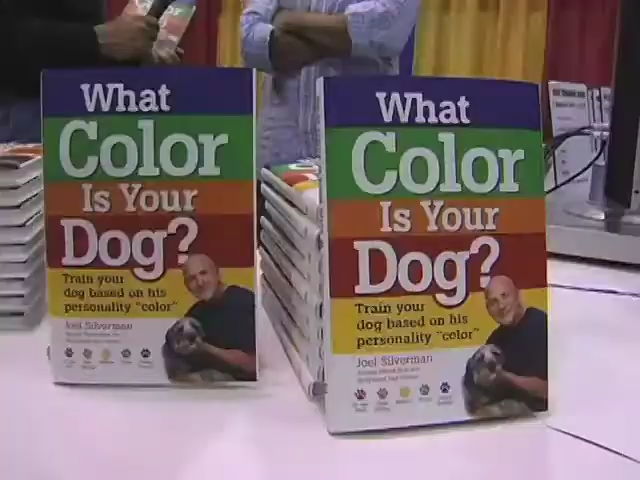 What
Color
Is Your
Dog?
Train your
dog based on his
personality "color"
Joel Silverman
What
Color
Is Your
Dog?
Train your
dog based on his
personality "color"
Joel Silverman